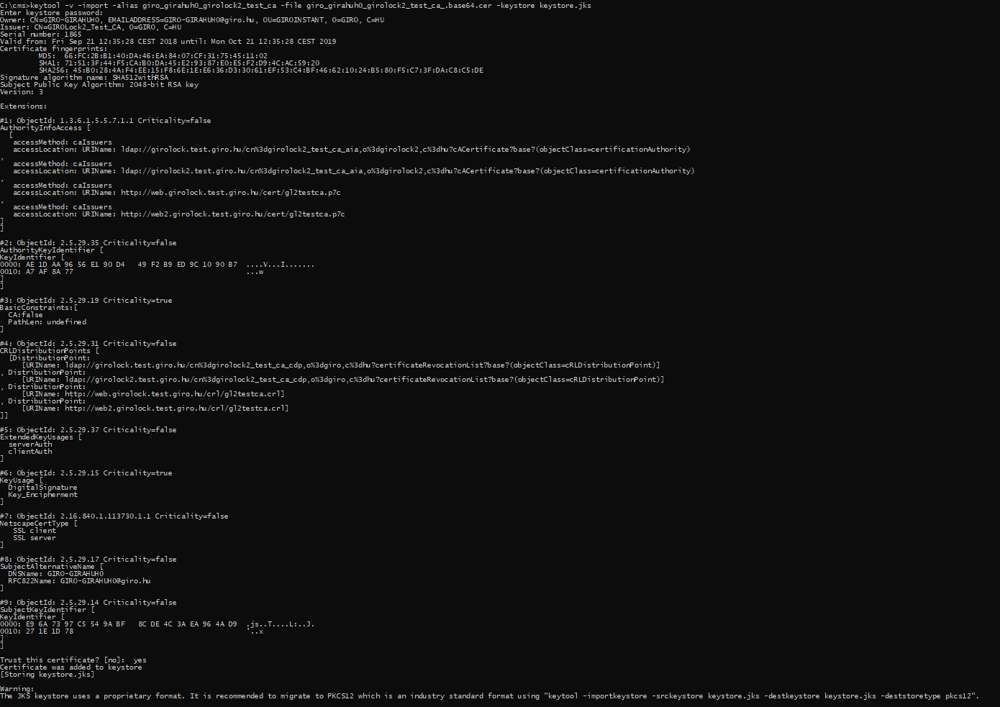 C:\cms>keytool -v -import -alias giro_girahuh0_girolock2_test_ca -file giro_girahuh0_girolock2_test_ca_.base64.cer -keystore keystore.jks
Enter keystore password:
Owner: CN=GIRO-GIRAHUH0, EMAILADDRESS=GIRO-GIRAHUH0@giro.hu, OU=GIROINSTANT, O=GIRO, C=HU
Issuer: CN=GIROLock2_Test_CA, O=GIRO, C=HU
Serial number: 1865
Valid from: Fri Sep 21 12:35:28 CEST 2018 until: Mon Oct 21 12:35:28 CEST 2019
Certificate fingerprints:
MD5: 66:FC:2B:B1:40:DA:46:EA:84:07:CF:31:75:45:11:02
SHA1: 71:51:3F:44:F5:CA:B0:DA:45:E2:93:87:E0:E5:F2:D9:4C:AC:59:20
SHA256: 45:B0:28:4A:F4:EE:15:F8:6E:1E:E6:36:D3:30:61:EF:53:C4:BF:46:62:10:24:B5:80:F5:C7:3F:DA:C8:C5:DE
Signature algorithm name: SHA512withRSA
Subject Public Key Algorithm: 2048-bit RSA key
Version: 3
Extensions:
#1: ObjectId: 1.3.6.1.5.5.7.1.1 Criticality=false
AuthorityInfoAccess [
[
accessMethod: caIssuers
accessLocation: URIName: ldap://girolock.test.giro.hu/cn%3dgirolock2_test_ca_aia,o%3dgirolock2,c%3dhu?cACertificate?base?(objectClass=certificationAuthority)
,
accessMethod: caIssuers
accessLocation: URIName: ldap://girolock2.test.giro.hu/cn%3dgirolock2_test_ca_aia,o%3dgirolock2,c%3dhu?cACertificate?base?(objectClass=certificationAuthority)
,
accessMethod: caIssuers
accessLocation: URIName: http://web.girolock.test.giro.hu/cert/gl2testca.p7c
,
accessMethod: caIssuers
accessLocation: URIName: http://web2.girolock.test.giro.hu/cert/gl2testca.p7c
]
]
#2: ObjectId: 2.5.29.35 Criticality=false
AuthorityKeyIdentifier [
KeyIdentifier [
0000: AE 1D AA 96 56 E1 90 D4 49 F2 B9 ED 9C 10 90 B7 ....V...I.......
0010: A7 AF 8A 77 ...w
]
]
#3: ObjectId: 2.5.29.19 Criticality=true
BasicConstraints:[
CA:false
PathLen: undefined
]
#4: ObjectId: 2.5.29.31 Criticality=false
CRLDistributionPoints [
[DistributionPoint:
[URIName: ldap://girolock.test.giro.hu/cn%3dgirolock2_test_ca_cdp,o%3dgiro,c%3dhu?certificateRevocationList?base?(objectClass=cRLDistributionPoint)]
, DistributionPoint:
[URIName: ldap://girolock2.test.giro.hu/cn%3dgirolock2_test_ca_cdp,o%3dgiro,c%3dhu?certificateRevocationList?base?(objectClass=cRLDistributionPoint)]
, DistributionPoint:
[URIName: http://web.girolock.test.giro.hu/crl/gl2testca.crl]
, DistributionPoint:
[URIName: http://web2.girolock.test.giro.hu/crl/gl2testca.crl]
]]
#5: ObjectId: 2.5.29.37 Criticality=false
ExtendedKeyUsages [
serverAuth
clientAuth
]
#6: ObjectId: 2.5.29.15 Criticality=true
KeyUsage [
DigitalSignature
Key_Encipherment
]
#7: ObjectId: 2.16.840.1.113730.1.1 Criticality=false
NetscapeCertType [
SSL client
SSL server
]
#8: ObjectId: 2.5.29.17 Criticality=false
SubjectAlternativeName [
DNSName: GIRO-GIRAHUH0
RFC822Name: GIRO-GIRAHUH0@giro.hu
]
#9: ObjectId: 2.5.29.14 Criticality=false
SubjectKeyIdentifier [
KeyIdentifier [
0000: E9 6A 73 97 C5 54 9A BF 8C DE 4C 3A EA 96 4A D9 .js..T....L:..J.
0010: 27 1E 1D 78 '..x
]
]
Trust this certificate? [no]: yes
Certificate was added to keystore
[Storing keystore.jks]
Warning:
The JKS keystore uses a proprietary format. It is recommended to migrate to PKCS12 which is an industry standard format using "keytool -importkeystore -srckeystore keystore.jks -destkeystore keystore.jks -deststoretype pkcs12".